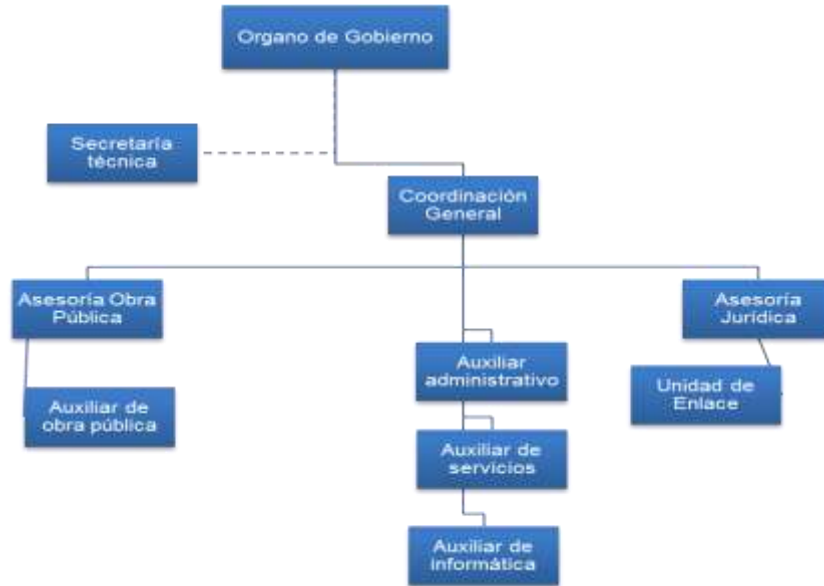 Organo de Gobierno
Secretaría
técnica
Coordinación
General
Asesoría Obra
Pública
Asesoría
Jurídica
Auxiliar
administrativo
Unidad de
Enlace
Auxiliar de
obra pública
Auxiliar de
servicios
Auxiliar de
informática